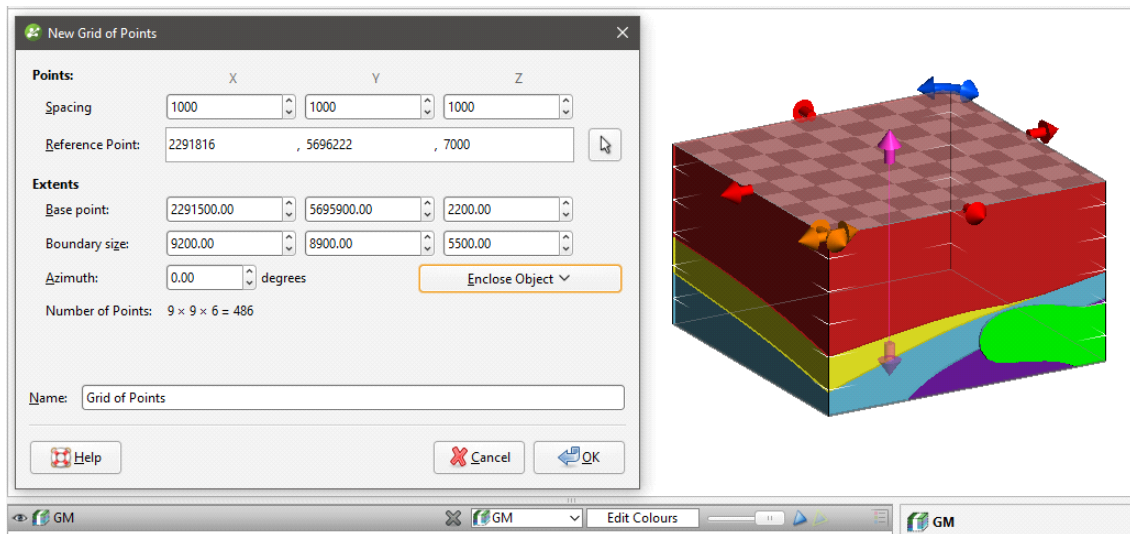 New Grid of Points
Points:
X Y Z
Spacing 1000 1000 1000
Reference Point: 2291816 , 5696222 , 7000
Extents
Base point: 2291500.00 5695900.00 2200.00
Boundary size: 9200.00 8900.00 5500.00
Azimuth: 0.00 degrees Enclose Object
Number of Points: 9 × 9 × 6 = 486
Name: Grid of Points
Help Cancel OK
GM GM Edit Colours GM